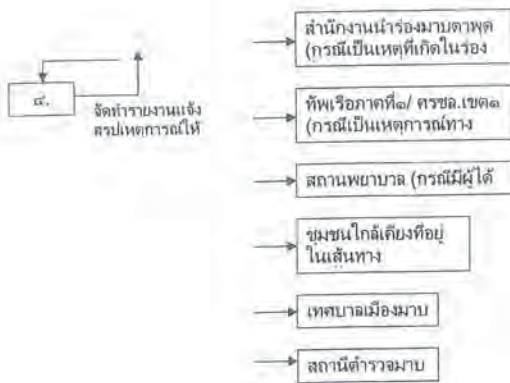 ๔.
จัดทำรายงานแจ้ง
สรุปเหตุการณ์ให้
สำนักงานนำร่องมาบตาพุด
(กรณีเป็นเหตุที่เกิดในร่อง
ทัพเรือภาคที่๑/ ศรชล.เขต๑
(กรณีเป็นเหตุการณ์ทาง
สถานพยาบาล (กรณีมีผู้ได้
ชุมชนใกล้เคียงที่อยู่
ในเส้นทาง
เทศบาลเมืองมาบ
สถานีตำรวจมาบ